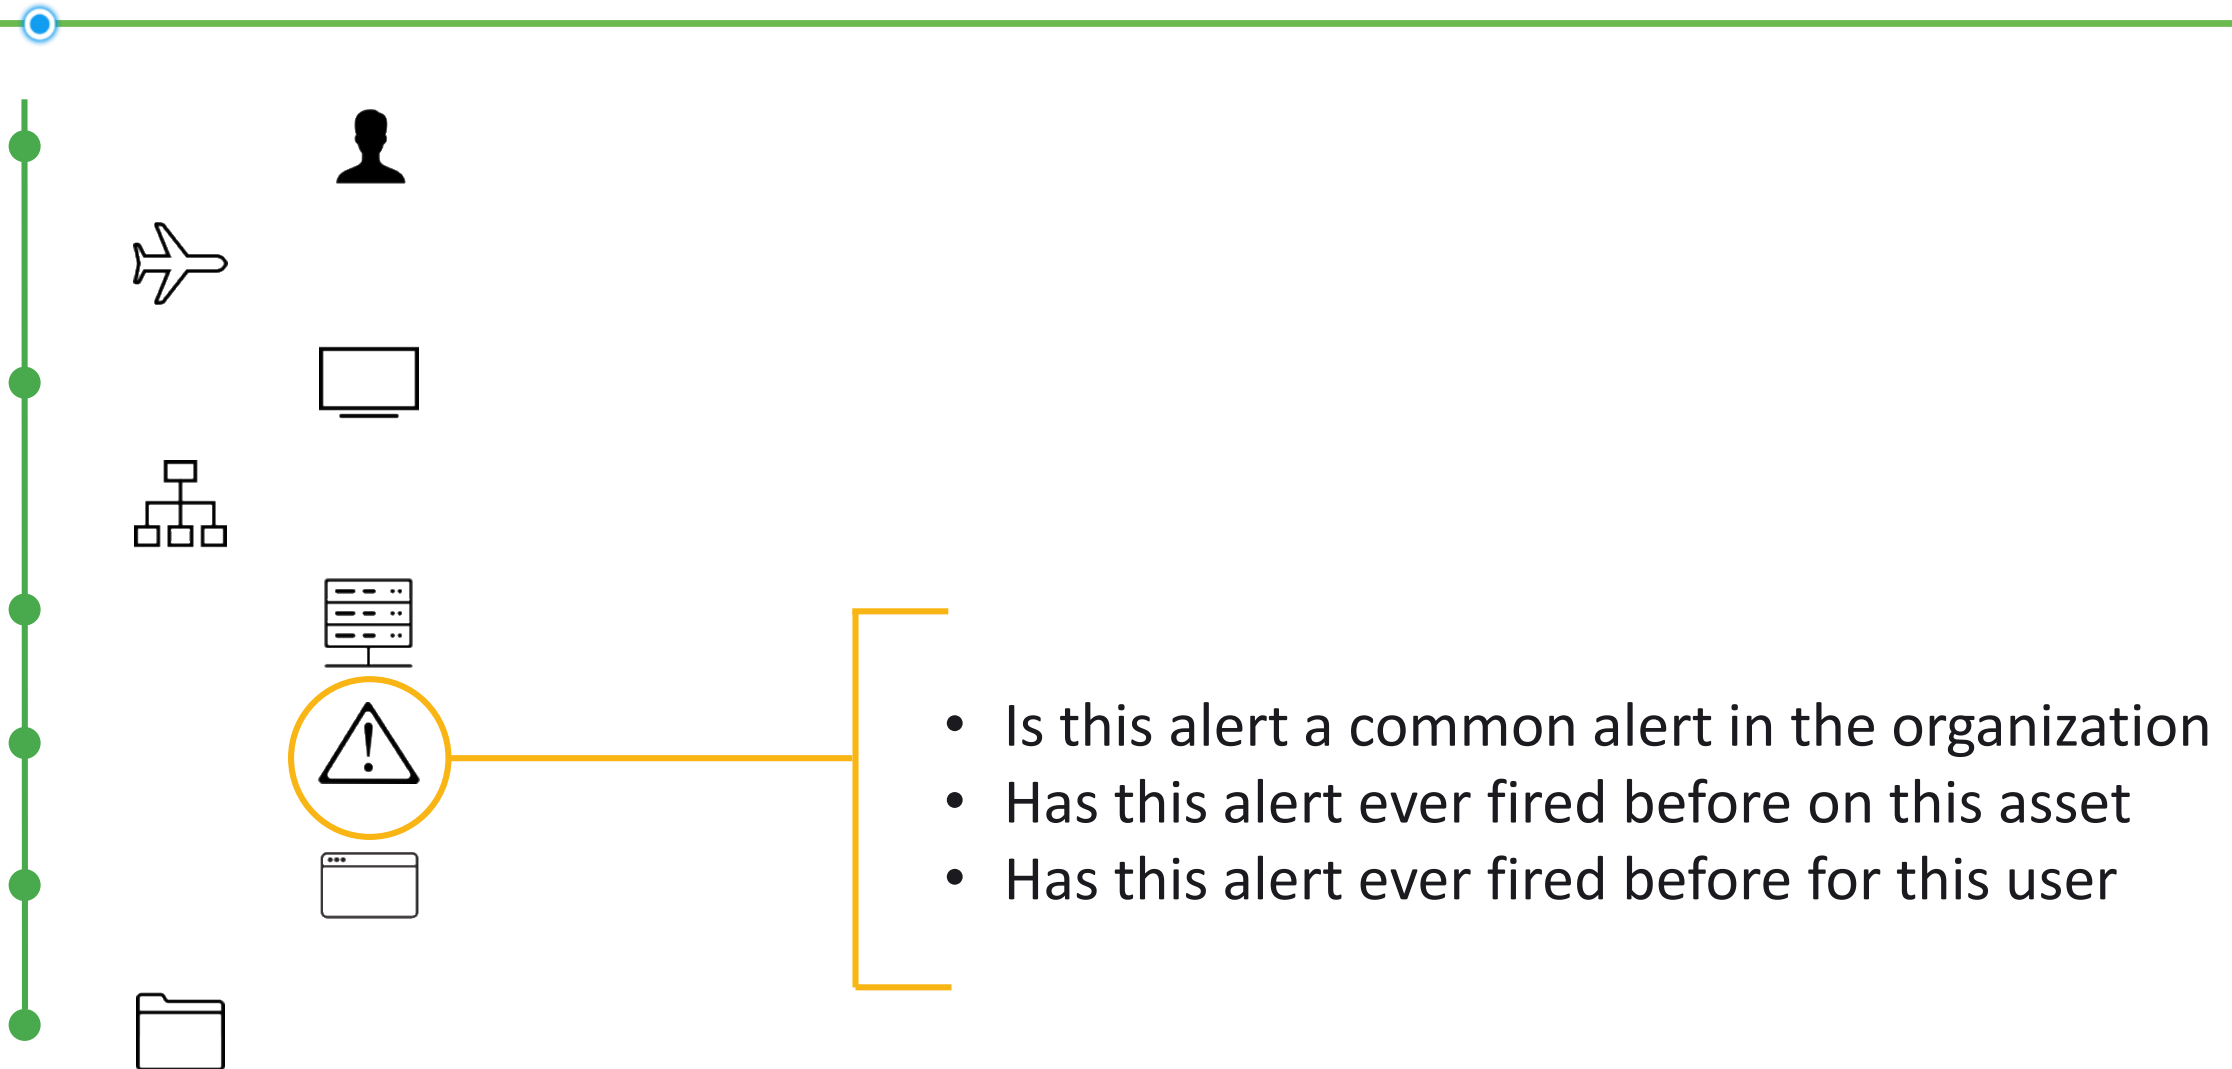 • Is this alert a common alert in the organization
• Has this alert ever fired before on this asset
• Has this alert ever fired before for this user